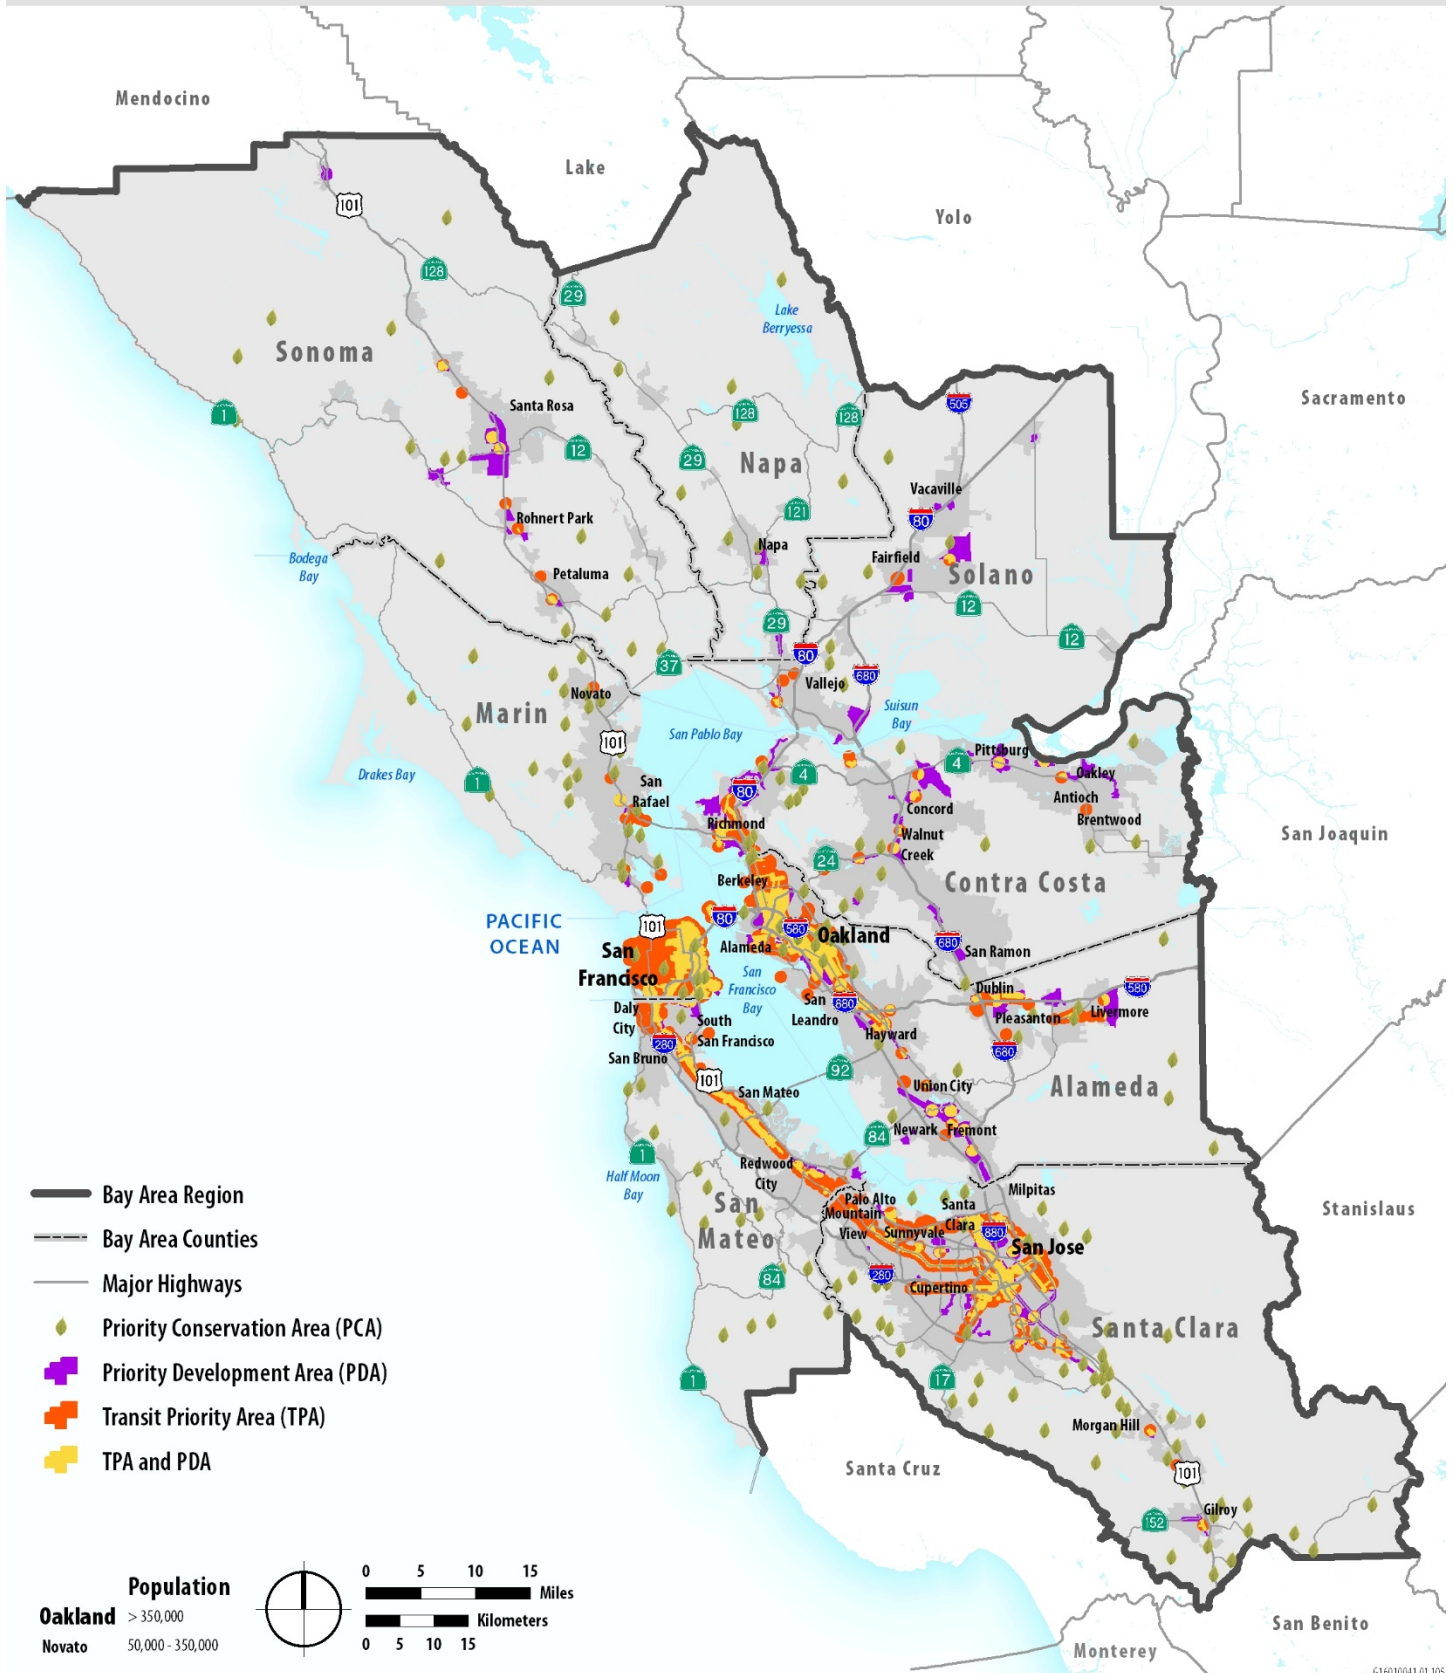 Mendocino
Lake
Yolo
101
128
29
Lake
Berryessa
Sonoma
Sacramento
505
1
Santa Rosa
128
128
12
29
Napa
Vacaville
80
121
Rohnert Park
Napa
Fairfield
Solano
Bodega
Bay
Petaluma
12
29
12
37
80
680
Vallejo
Novato
Marin
Suisun
Bay
San Pablo Bay
101
Pittsburg
4
4
Oakley
Drakes Bay
1
San
Rafael
80
Concord
Antioch
Brentwood
Richmond
Walnut
Creek
San Joaquin
24
Berkeley
Contra Costa
PACIFIC
OCEAN
101
80
580
Oakland
Alameda
680
San Ramon
San
Francisco
San
Francisco
Bay
Dublin
580
Daly
City
San
Leandro
880
Pleasanton
Livermore
South
San Francisco
Hayward
280
San Bruno
680
92
101
San Mateo
Union City
Alameda
84
Newark
Fremont
1
Half Moon
Bay
Redwood
City
Milpitas
Palo Alto
Santa
Clara
Mountain
View
Sunnyvale
880
San Jose
San
Mateo
Stanislaus
84
280
Cupertino
Santa Clara
1
17
Morgan Hill
Santa Cruz
101
152
Gilroy
San Benito
Monterey
Bay Area Region
Bay Area Counties
Major Highways
Priority Conservation Area (PCA)
Priority Development Area (PDA)
Transit Priority Area (TPA)
TPA and PDA
Population
Oakland > 350,000
Novato 50,000 - 350,000
0 5 10 15
Miles
Kilometers
0 5 10 15